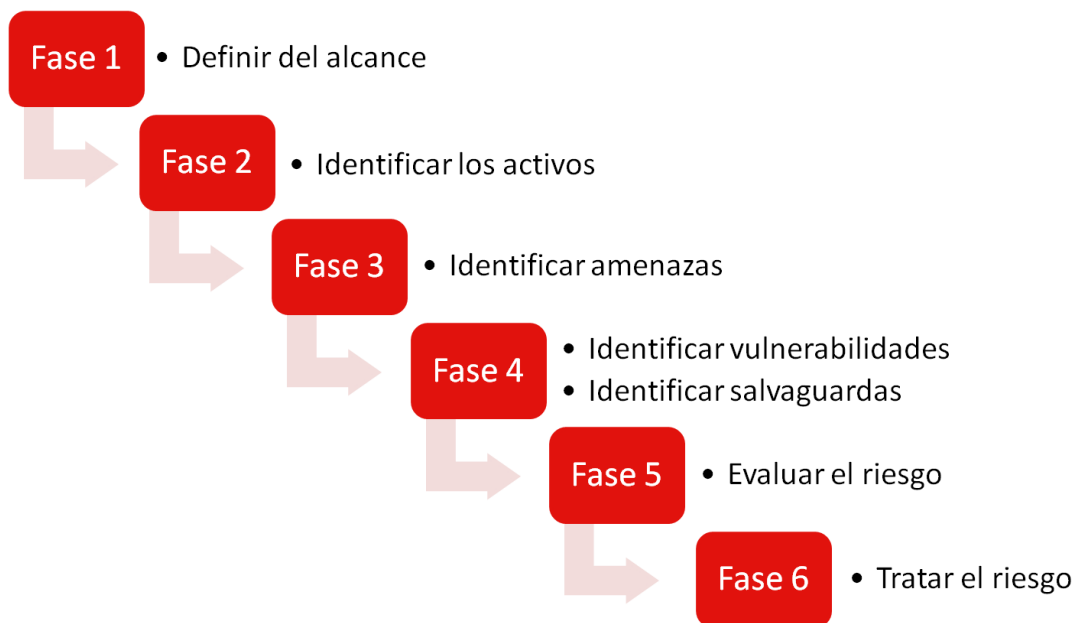 Fase 1
• Definir del alcance
Fase 2
• Identificar los activos
Fase 3
• Identificar amenazas
Fase 4
• Identificar vulnerabilidades
• Identificar salvaguardas
Fase 5
• Evaluar el riesgo
Fase 6
• Tratar el riesgo